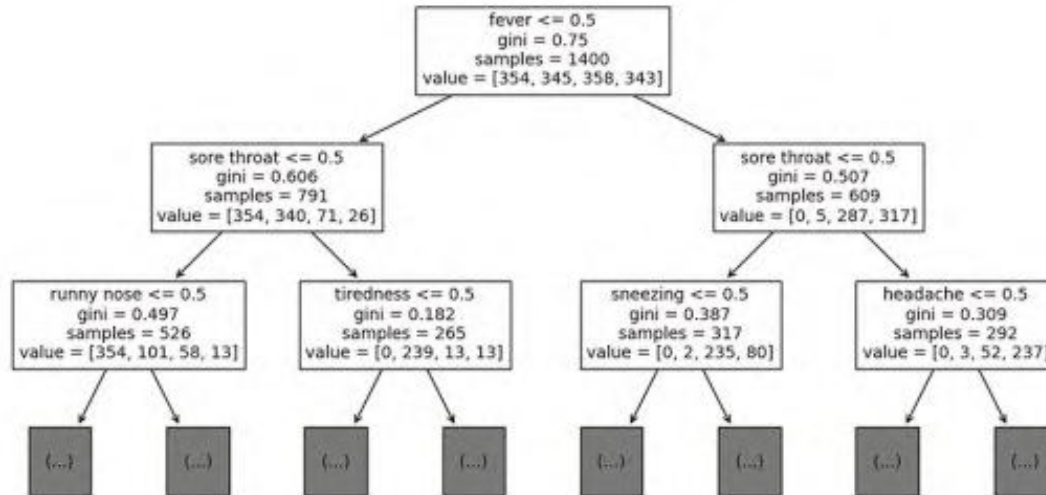 fever <= 0.5
gini = 0.75
samples = 1400
value = [354, 345, 358, 343]
sore throat <= 0.5
gini = 0.606
samples = 791
value = [354, 340, 71, 26]
sore throat <= 0.5
gini = 0.507
samples = 609
value = [0, 5, 287, 317]
runny nose <= 0.5
gini = 0.497
samples = 526
value = [354, 101, 58, 13]
tiredness <= 0.5
gini = 0.182
samples = 265
value = [0, 239, 13, 13]
sneezing <= 0.5
gini = 0.387
samples = 317
value = [0, 2, 235, 80]
headache <= 0.5
gini = 0.309
samples = 292
value = [0, 3, 52, 237]
(...)
(...)
(...)
(...)
(...)
(...)
(...)
(...)